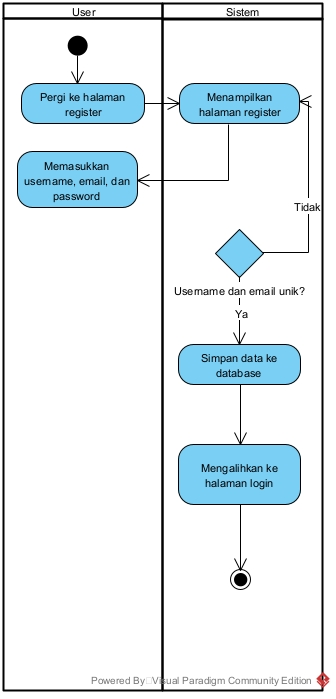 User
Sistem
Pergi ke halaman
register
Menampilkan
halaman register
Memasukkan
username, email, dan
password
Tidak
Username dan email unik?
Ya
Simpan data ke
database
Mengalihkan ke
halaman login
Powered By Visual Paradigm Community Edition